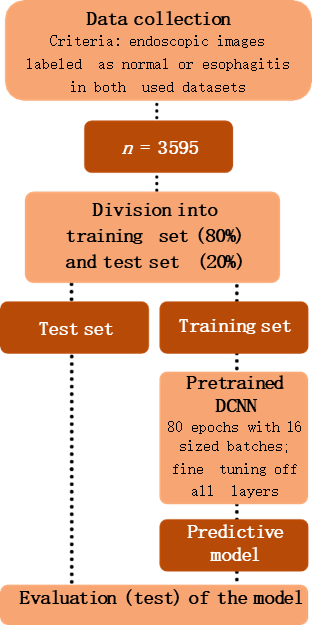 Data collection
Criteria: endoscopic images
labeled as normal or esophagitis
in both used datasets
n = 3595
Division into
training set (80%)
and test set (20%)
Test set
Training set
Pretrained
DCNN
80 epochs with 16
sized batches;
fine tuning off
all layers
Predictive
model
Evaluation (test) of the model